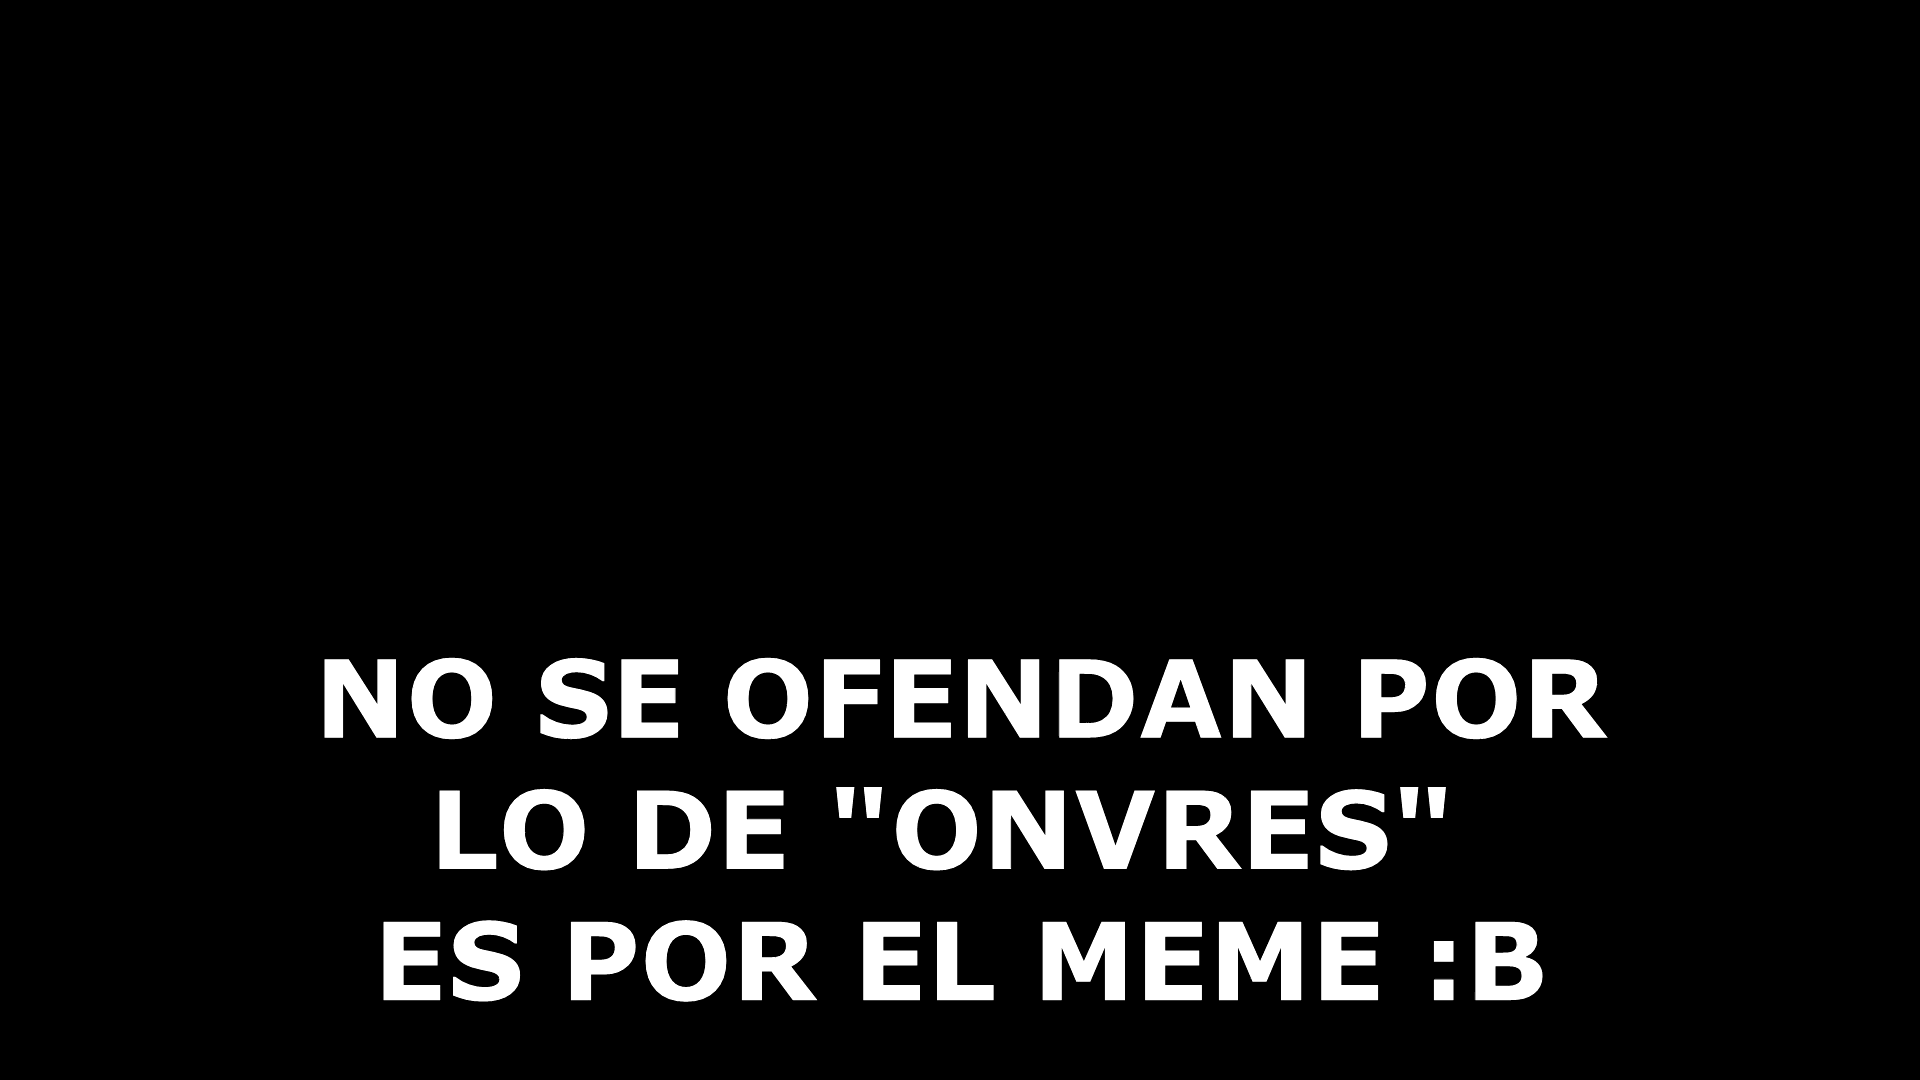 NO SE OFENDAN POR
LO DE "ONVRES"
ES POR EL MEME :B